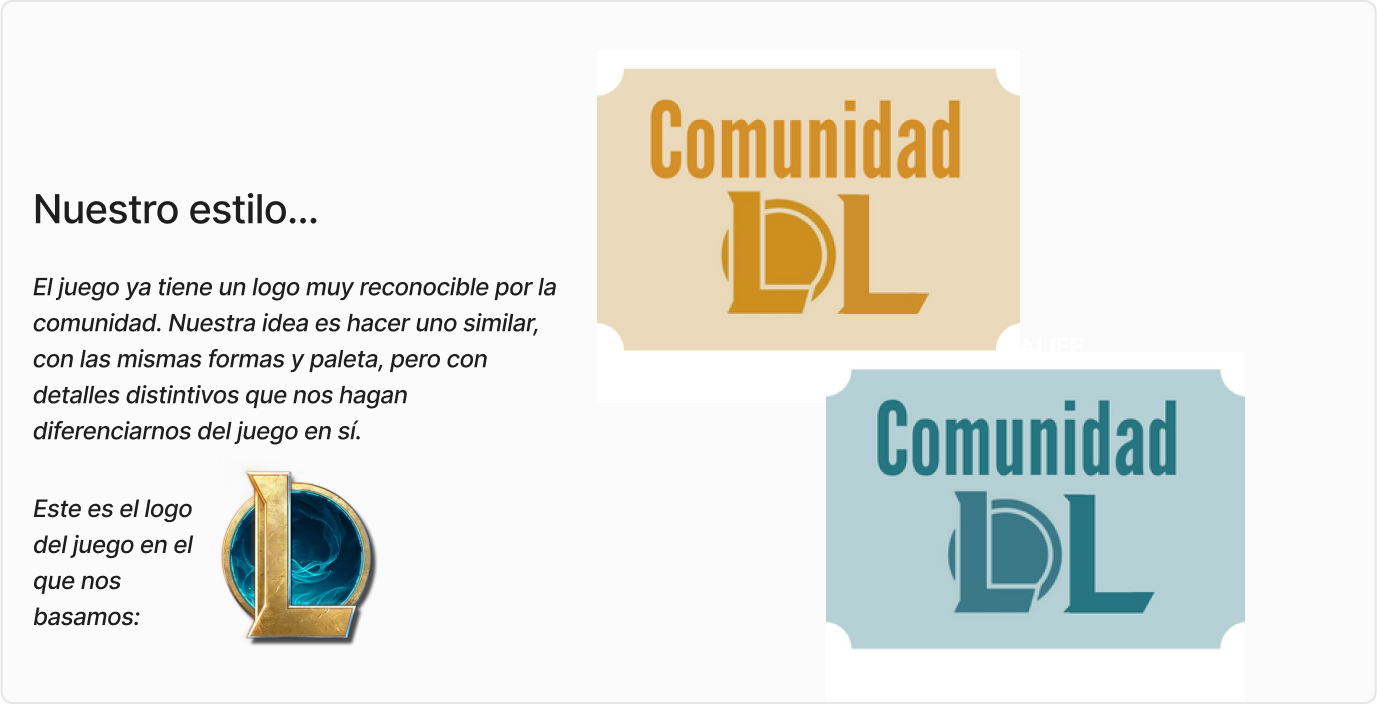 Nuestro estilo...
El juego ya tiene un logo muy reconocible por la
comunidad. Nuestra idea es hacer uno similar,
con las mismas formas y paleta, pero con
detalles distintivos que nos hagan
diferenciarnos del juego en sí.
Este es el logo
del juego en el
que nos
basamos:
L
Comunidad
LOL
Comunidad
LOL